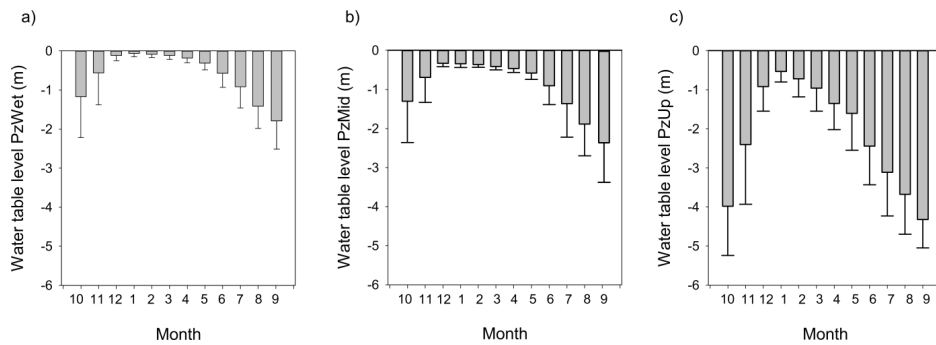 a)
Water table level PzWet (m)
0
-1
-2
-3
-4
-5
-6
10 11 12 1 2 3 4 5 6 7 8 9
Month
b)
Water table level PzMid (m)
0
-1
-2
-3
-4
-5
-6
10 11 12 1 2 3 4 5 6 7 8 9
Month
c)
Water table level PzUp (m)
0
-1
-2
-3
-4
-5
-6
10 11 12 1 2 3 4 5 6 7 8 9
Month